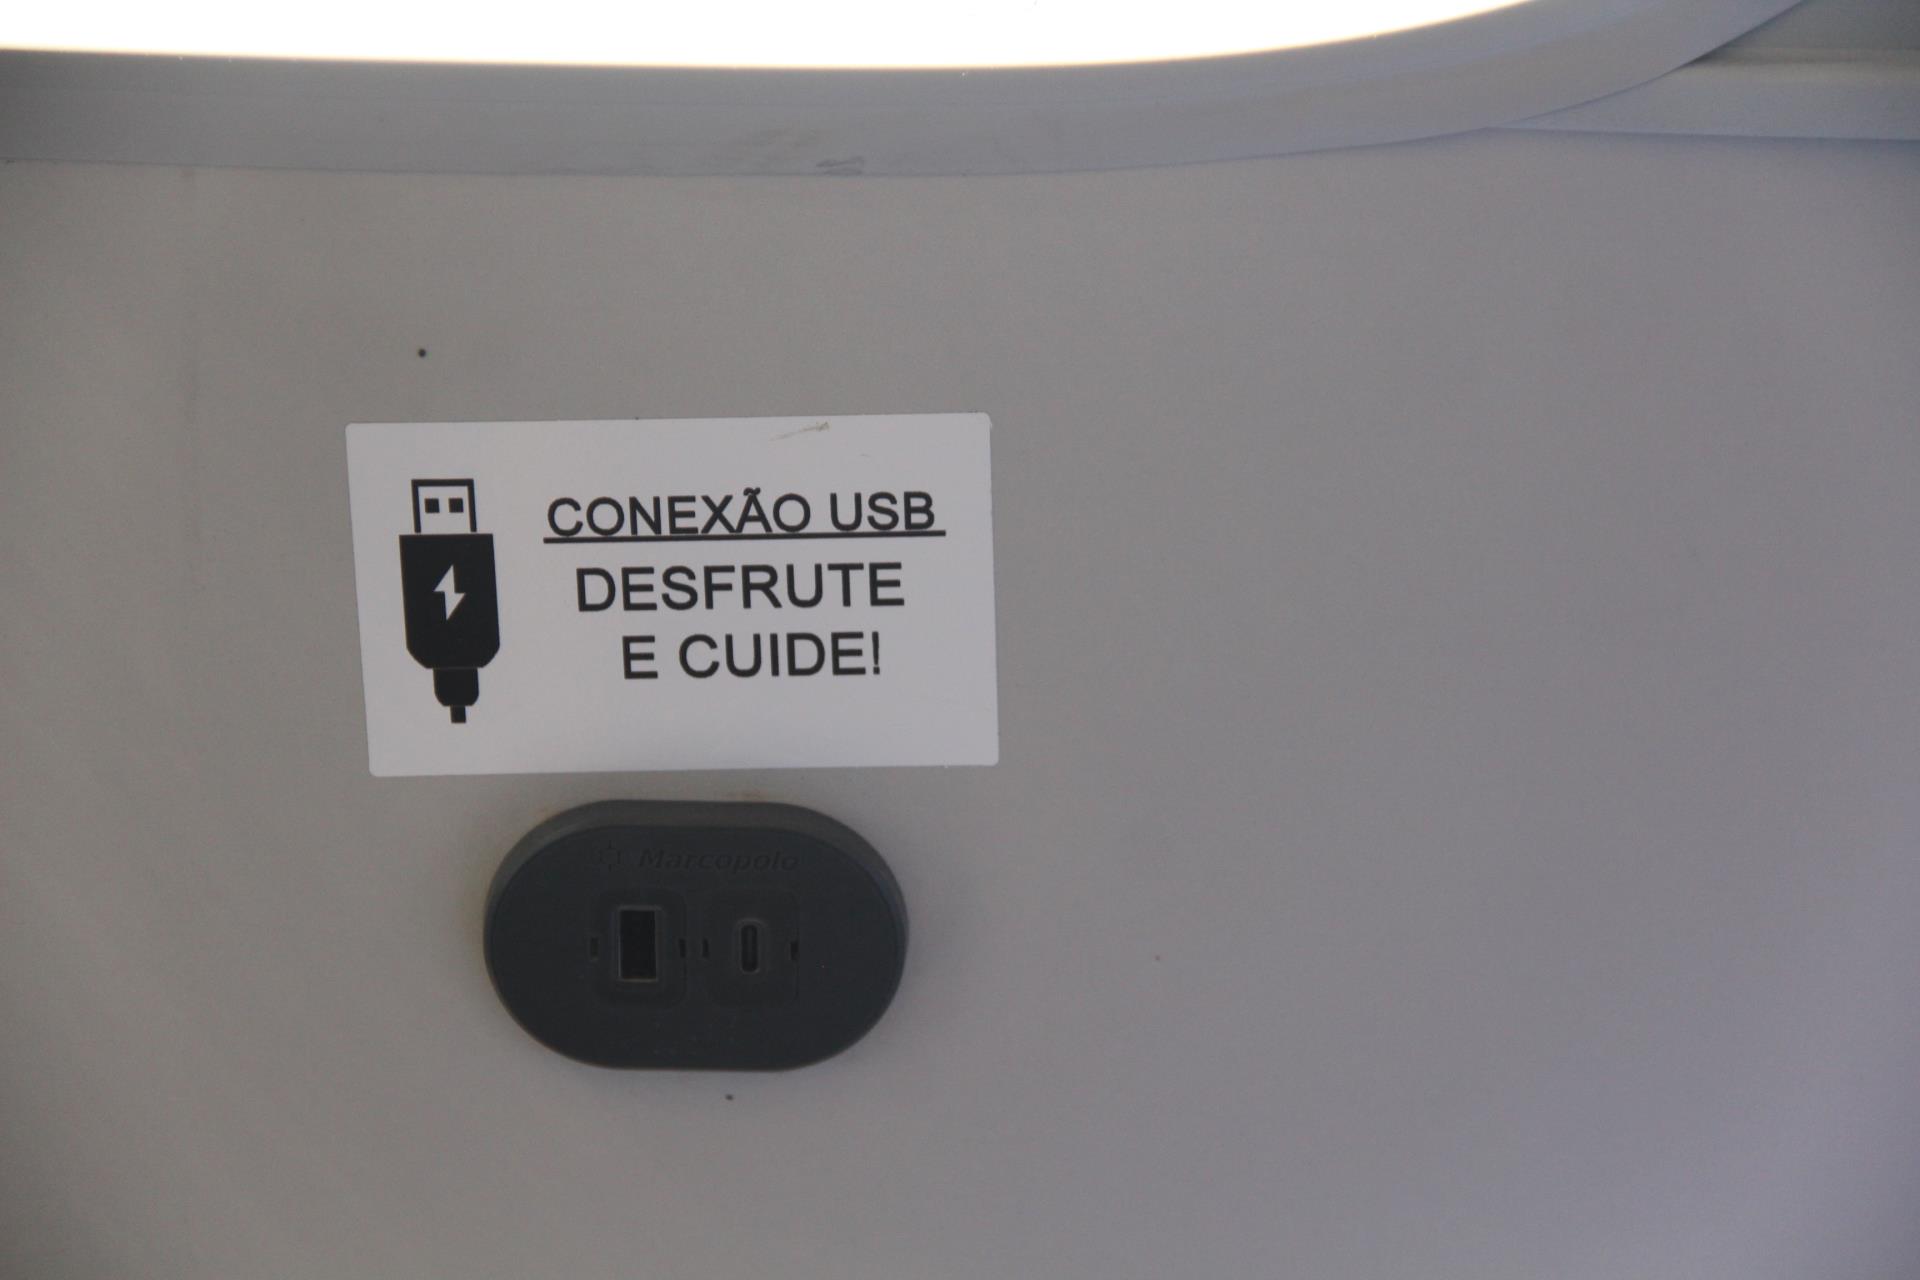 CONEXÃO USB
DESFRUTE
E CUIDE!
Marcopolo